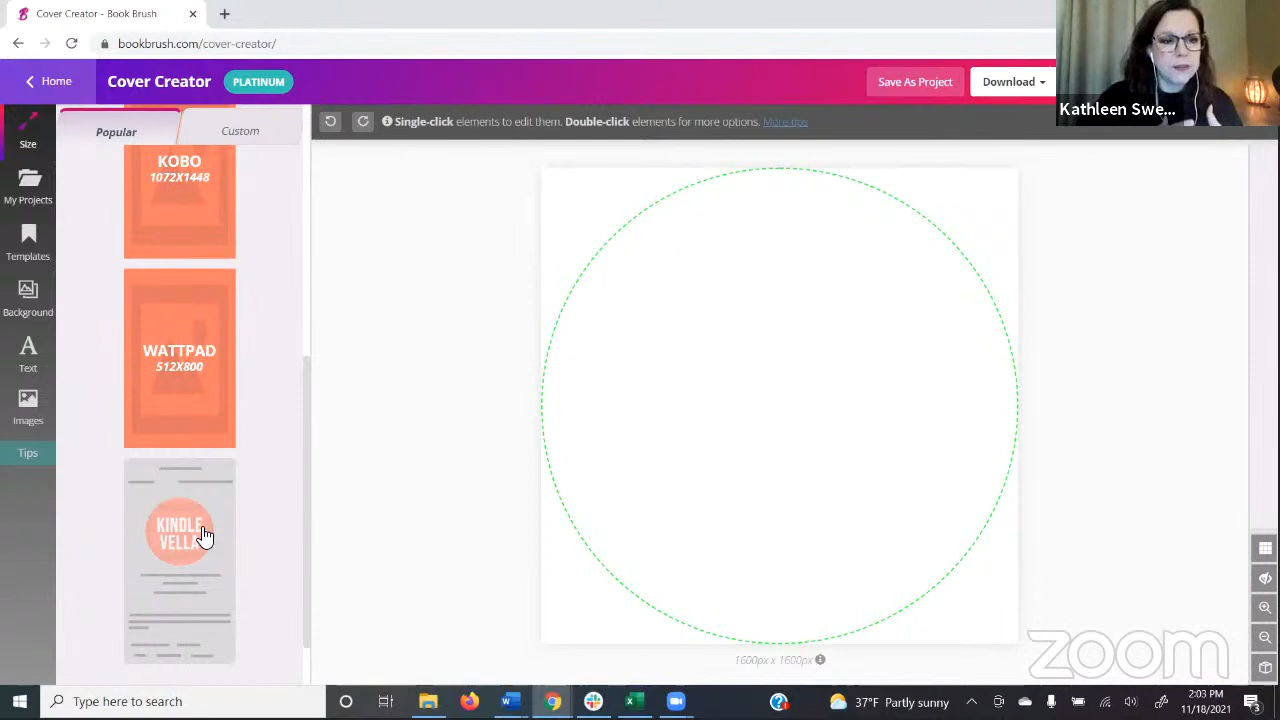 Cover Creator - Book Brush
bookbrush.com/cover-creator/
Home
Cover Creator
PLATINUM
Save As Project
Download
Kathleen Swe...
Popular
Custom
Single-click elements to edit them. Double-click elements for more options. More tips
Size
My Projects
Templates
Background
Text
Images
Tips
KOBO
1072X1448
WATTPAD
512X800
KINDLE
VELLA
1600px x 1600px
zoom
Type here to search
37°F Partly sunny
2:03 PM
11/18/2021
3